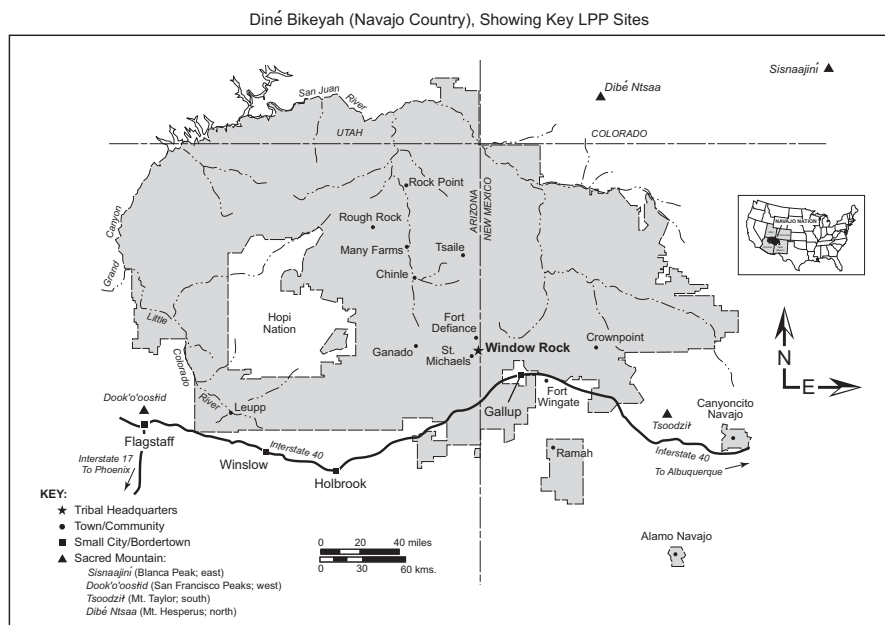 Diné Bikeyah (Navajo Country), Showing Key LPP Sites
Sisnaajiní
Dibé Ntsaa
San Juan
River
UTAH
COLORADO
ARIZONA
NEW MEXICO
Rock Point
Rough Rock
Many Farms
Tsaile
Chinle
Grand
Canyon
NAVAJO NATION
Hopi
Nation
Little
Colorado
River
Fort
Defiance
Window Rock
St.
Michaels
Ganado
Crownpoint
N
E
Leupp
Gallup
Fort
Wingate
Canyoncito
Navajo
Dook'o'oosłíd
Tsoodził
Flagstaff
Interstate 40
Winslow
Holbrook
Ramah
Interstate 40
To Albuquerque
Interstate 17
To Phoenix
Alamo Navajo
KEY:
Tribal Headquarters
Town/Community
Small City/Bordertown
Sacred Mountain:
Sisnaajiní (Blanca Peak; east)
Dook'o'oosłíd (San Francisco Peaks; west)
Tsoodził (Mt. Taylor; south)
Dibé Ntsaa (Mt. Hesperus; north)
0 20 40 miles
0 30 60 kms.